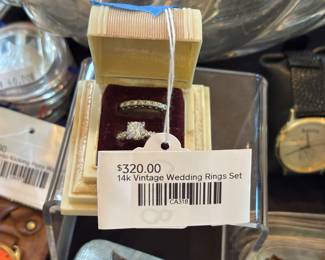 $320.00
14k Vintage Wedding Rings Set
CA318